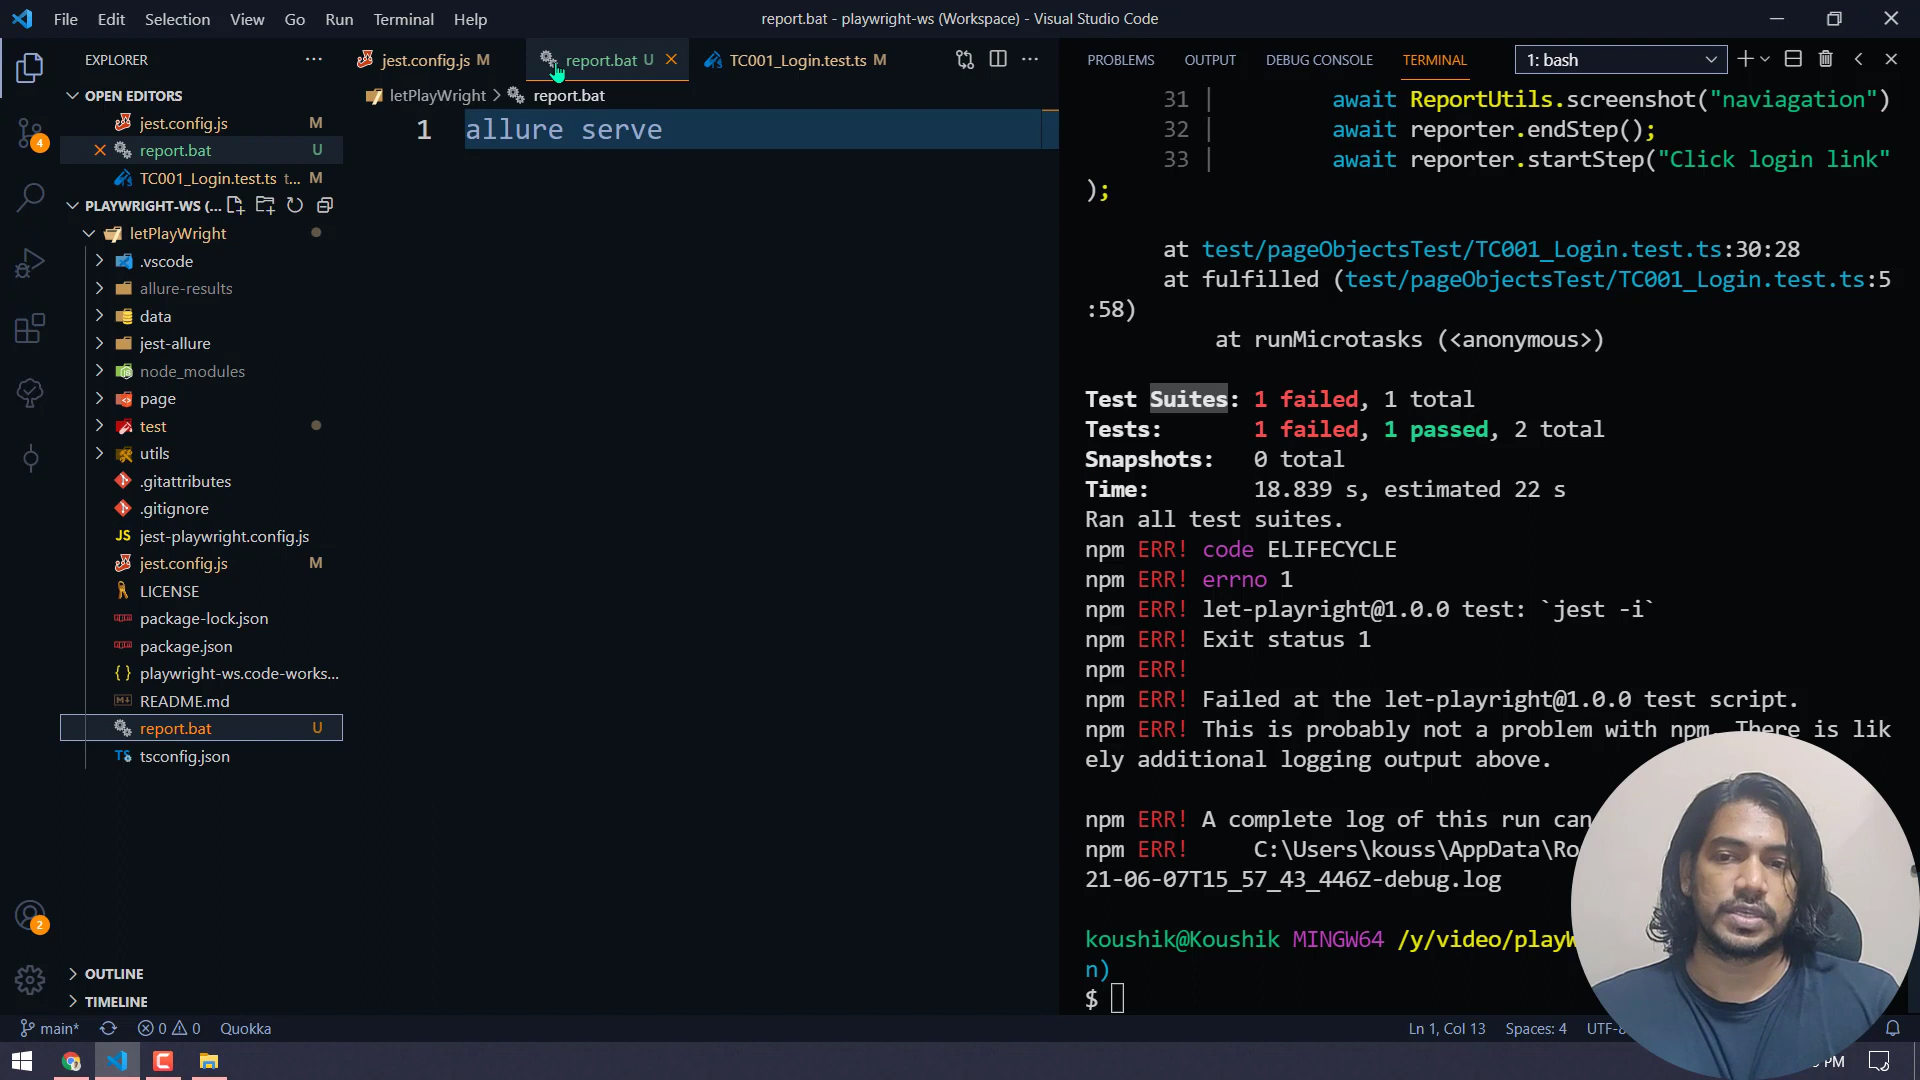 File Edit Selection View Go Run Terminal Help
report.bat - playwright-ws (Workspace) - Visual Studio Code
EXPLORER
OPEN EDITORS
jest.config.js M
report.bat U
TC001_Login.test.ts t... M
PLAYWRIGHT-WS (...
letPlayWright
.vscode
allure-results
data
jest-allure
node_modules
page
test
utils
.gitattributes
.gitignore
JS jest-playwright.config.js
jest.config.js M
LICENSE
package-lock.json
package.json
playwright-ws.code-works...
README.md
report.bat U
TS tsconfig.json
OUTLINE
TIMELINE
4
2
jest.config.js M
report.bat U
TC001_Login.test.ts M
letPlayWright > report.bat
1 allure serve
PROBLEMS OUTPUT DEBUG CONSOLE TERMINAL
1: bash
31 | await ReportUtils.screenshot("naviagation")
32 | await reporter.endStep();
33 | await reporter.startStep("Click login link"
);
at test/pageObjectsTest/TC001_Login.test.ts:30:28
at fulfilled (test/pageObjectsTest/TC001_Login.test.ts:5
:58)
at runMicrotasks (<anonymous>)
Test Suites: 1 failed, 1 total
Tests: 1 failed, 1 passed, 2 total
Snapshots: 0 total
Time: 18.839 s, estimated 22 s
Ran all test suites.
npm ERR! code ELIFECYCLE
npm ERR! errno 1
npm ERR! let-playright@1.0.0 test: `jest -i`
npm ERR! Exit status 1
npm ERR!
npm ERR! Failed at the let-playright@1.0.0 test script.
npm ERR! This is probably not a problem with npm. There is lik
ely additional logging output above.
npm ERR! A complete log of this run can
npm ERR! C:\Users\kouss\AppData\Ro
21-06-07T15_57_43_446Z-debug.log
koushik@Koushik MINGW64 /y/video/playW
n)
$
main* 0 0 Quokka
Ln 1, Col 13 Spaces: 4 UTF-8
PM